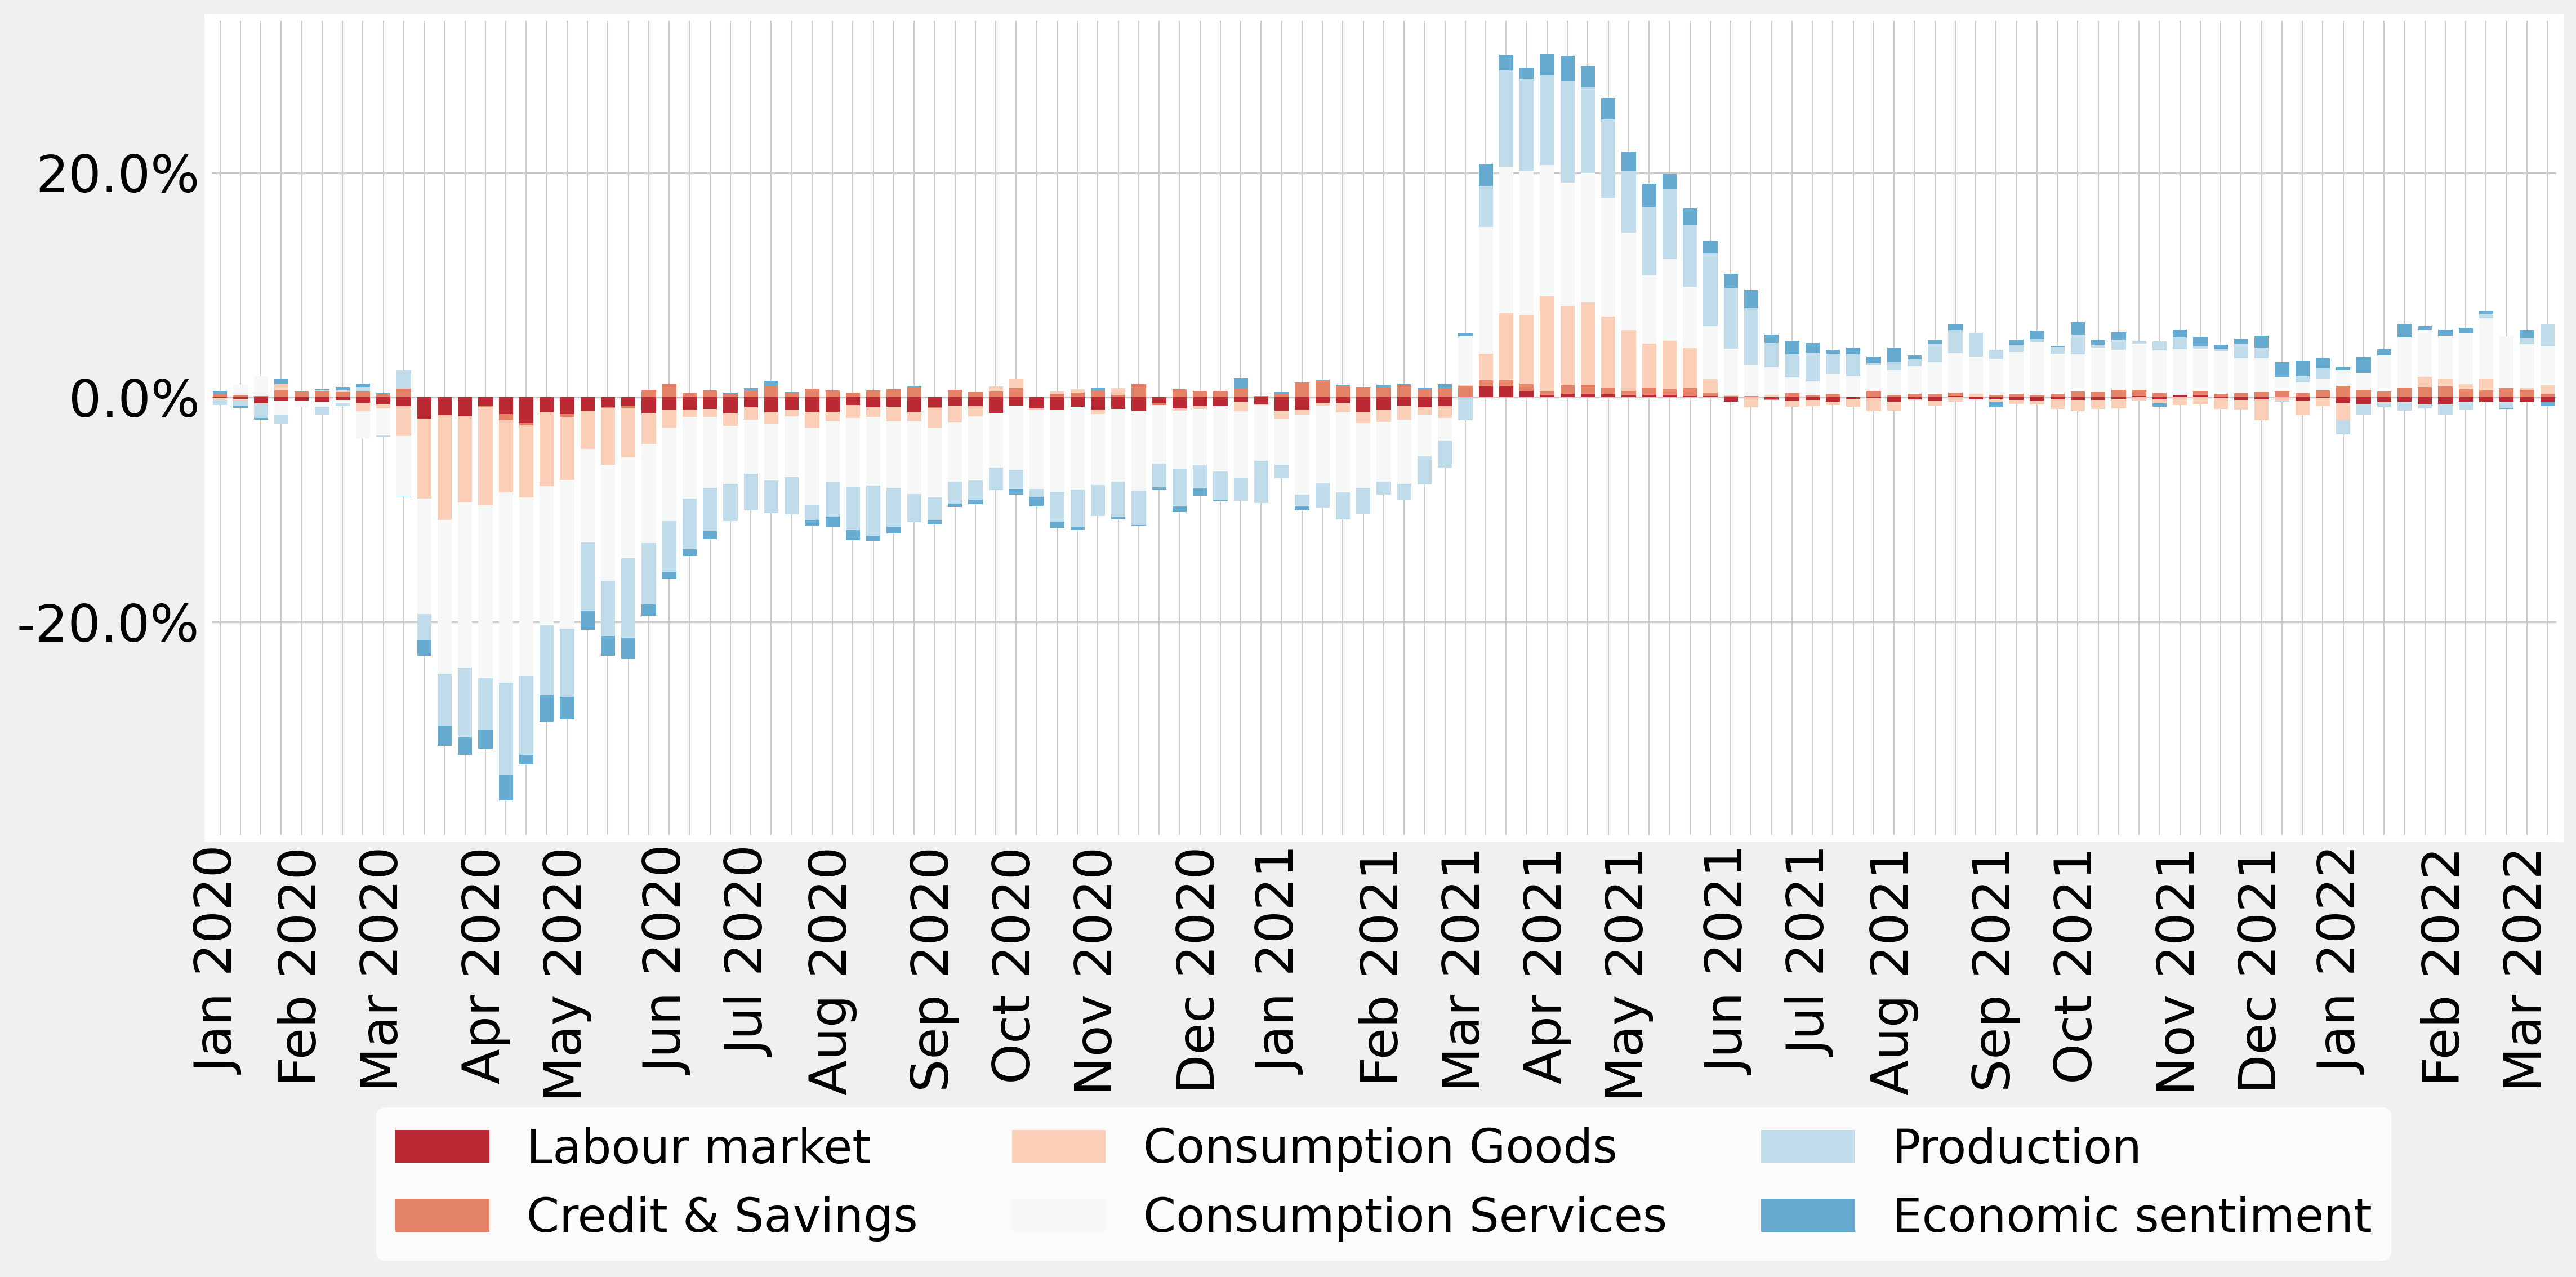 20.0%
0.0%
-20.0%
Jan 2020
Feb 2020
Mar 2020
Apr 2020
May 2020
Jun 2020
Jul 2020
Aug 2020
Sep 2020
Oct 2020
Nov 2020
Dec 2020
Jan 2021
Feb 2021
Mar 2021
Apr 2021
May 2021
Jun 2021
Jul 2021
Aug 2021
Sep 2021
Oct 2021
Nov 2021
Dec 2021
Jan 2022
Feb 2022
Mar 2022
Labour market
Consumption Goods
Production
Credit & Savings
Consumption Services
Economic sentiment